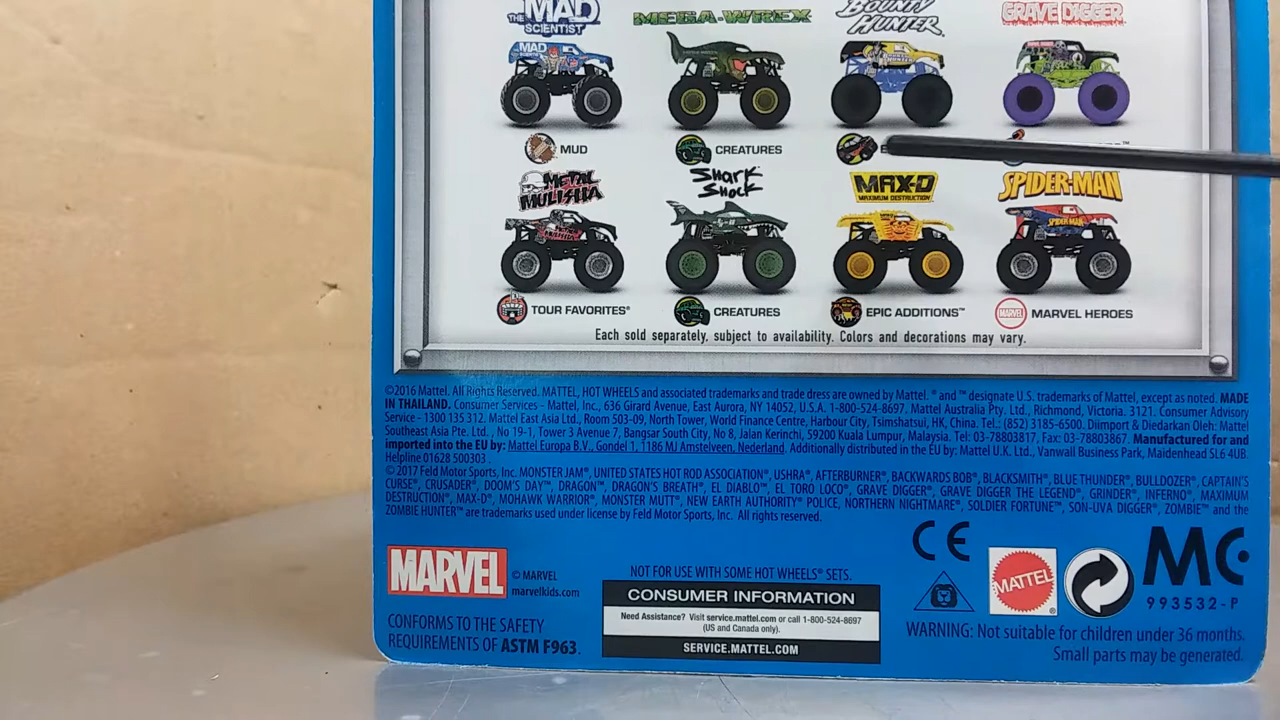 THE MAD SCIENTIST
MEGA-WREX
BOUNTY HUNTER
GRAVE DIGGER
MUD
CREATURES
METAL MULISHA
Shark Shock
MAX-D
MAXIMUM DESTRUCTION
SPIDER-MAN
TOUR FAVORITES®
CREATURES
EPIC ADDITIONS™
MARVEL
MARVEL HEROES
Each sold separately, subject to availability. Colors and decorations may vary.
©2016 Mattel. All Rights Reserved. MATTEL, HOT WHEELS and associated trademarks and trade dress are owned by Mattel. ® and ™ designate U.S. trademarks of Mattel, except as noted. MADE
IN THAILAND. Consumer Services – Mattel, Inc., 636 Girard Avenue, East Aurora, NY 14052, U.S.A. 1-800-524-8697. Mattel Australia Pty. Ltd., Richmond, Victoria. 3121. Consumer Advisory
Service - 1300 135 312. Mattel East Asia Ltd., Room 503-09, North Tower, World Finance Centre, Harbour City, Tsimshatsui, HK, China. Tel.: (852) 3185-6500. Diimport & Diedarkan Oleh: Mattel
Southeast Asia Pte. Ltd. , No 19-1, Tower 3 Avenue 7, Bangsar South City, No 8, Jalan Kerinchi, 59200 Kuala Lumpur, Malaysia. Tel: 03-78803817, Fax: 03-78803867. Manufactured for and
imported into the EU by: Mattel Europa B.V., Gondel 1, 1186 MJ Amstelveen, Nederland. Additionally distributed in the EU by: Mattel U.K. Ltd., Vanwall Business Park, Maidenhead SL6 4UB.
Helpline 01628 500303
© 2017 Feld Motor Sports, Inc. MONSTER JAM®, UNITED STATES HOT ROD ASSOCIATION®, USHRA®, AFTERBURNER®, BACKWARDS BOB®, BLACKSMITH®, BLUE THUNDER®, BULLDOZER®, CAPTAIN'S
CURSE®, CRUSADER®, DOOM'S DAY™, DRAGON™, DRAGON'S BREATH®, EL DIABLO™, EL TORO LOCO®, GRAVE DIGGER®, GRAVE DIGGER THE LEGEND®, GRINDER®, INFERNO®, MAXIMUM
DESTRUCTION®, MAX-D®, MOHAWK WARRIOR®, MONSTER MUTT®, NEW EARTH AUTHORITY® POLICE, NORTHERN NIGHTMARE®, SOLDIER FORTUNE™, SON-UVA DIGGER®, ZOMBIE™ and the
ZOMBIE HUNTER™ are trademarks used under license by Feld Motor Sports, Inc. All rights reserved.
MARVEL
© MARVEL
marvelkids.com
CONFORMS TO THE SAFETY
REQUIREMENTS OF ASTM F963.
NOT FOR USE WITH SOME HOT WHEELS® SETS.
CONSUMER INFORMATION
Need Assistance? Visit service.mattel.com or call 1-800-524-8697
(US and Canada only).
SERVICE.MATTEL.COM
CE
MATTEL
MC
993532-P
WARNING: Not suitable for children under 36 months.
Small parts may be generated.